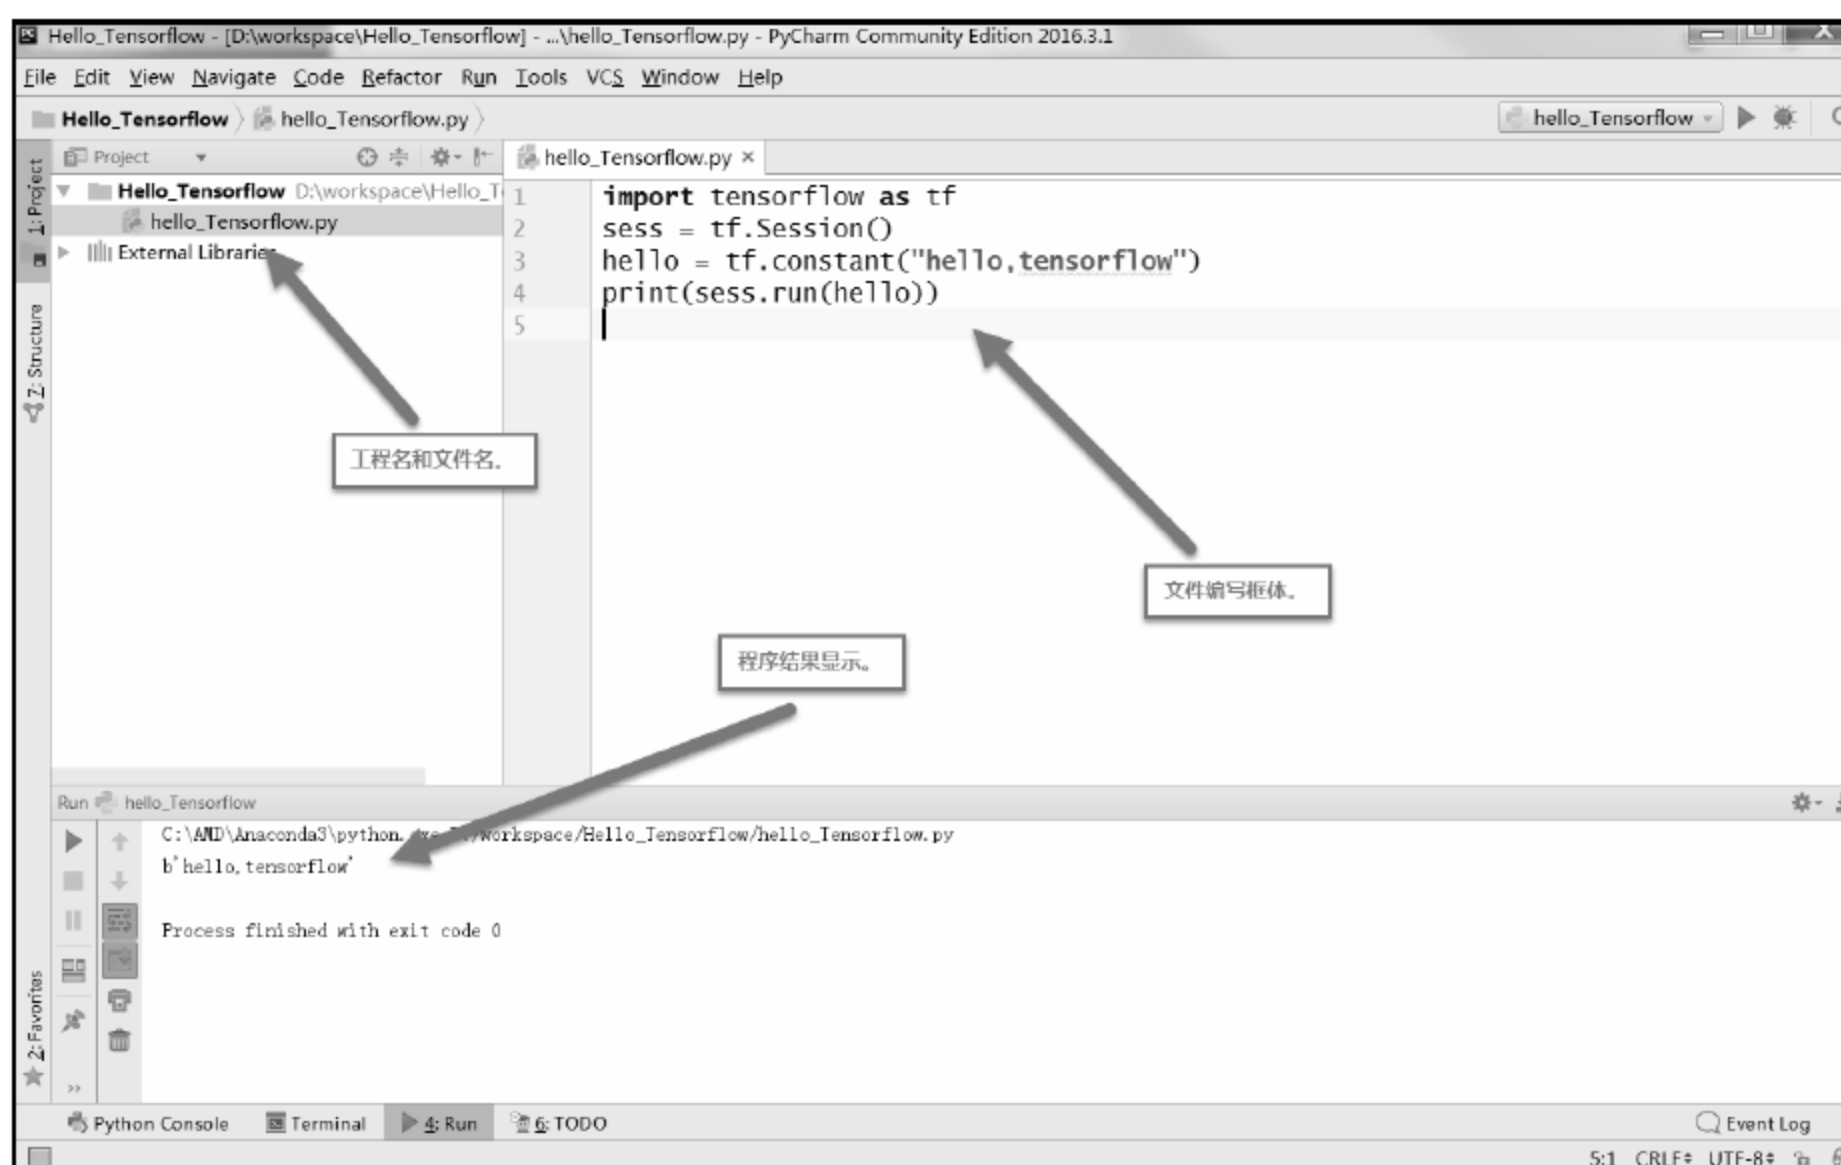 Hello_Tensorflow - [D:\workspace\Hello_Tensorflow] - ...\hello_Tensorflow.py - PyCharm Community Edition 2016.3.1
File Edit View Navigate Code Refactor Run Tools VCS Window Help
Hello_Tensorflow hello_Tensorflow.py
hello_Tensorflow
1: Project
Project
Hello_Tensorflow D:\workspace\Hello_T
hello_Tensorflow.py
External Libraries
Z: Structure
hello_Tensorflow.py ×
1 import tensorflow as tf
2 sess = tf.Session()
3 hello = tf.constant("hello,tensorflow")
4 print(sess.run(hello))
5
工程名和文件名。
文件编写框体。
程序结果显示。
Run hello_Tensorflow
C:\AMD\Anaconda3\python. workspace/Hello_Tensorflow/hello_Tensorflow.py
b'hello,tensorflow'
Process finished with exit code 0
2: Favorites
Python Console Terminal 4: Run 6: TODO
Event Log
5:1 CRLF UTF-8